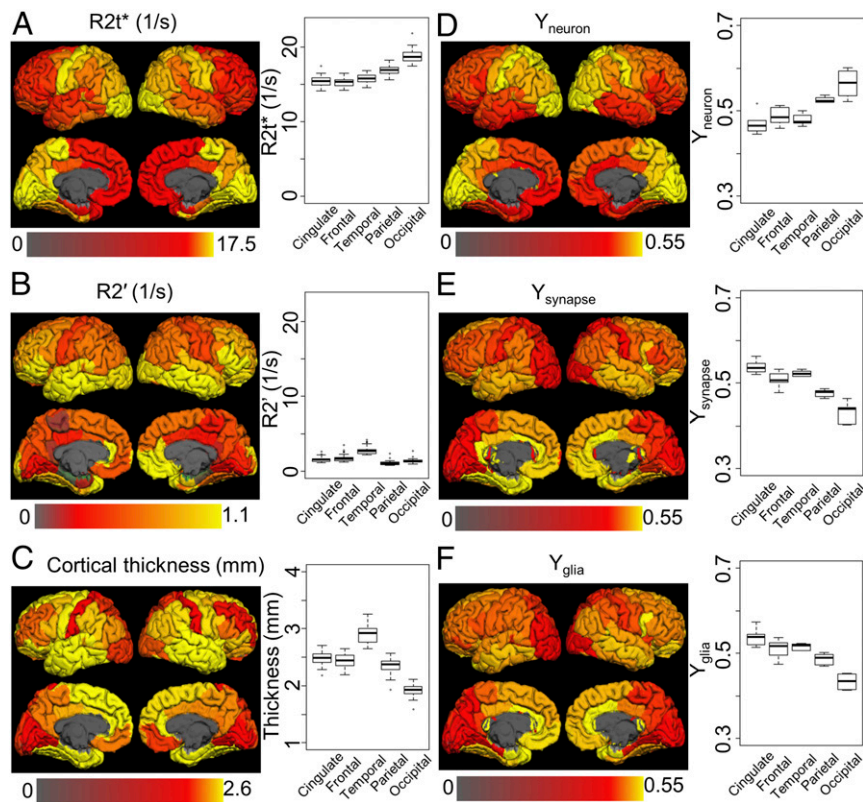 A
R2t* (1/s)
0
17.5
R2t* (1/s)
0
5
10
15
20
Cingulate
Frontal
Temporal
Parietal
Occipital
D
Yneuron
0
0.55
Yneuron
0.3
0.5
0.7
Cingulate
Frontal
Temporal
Parietal
Occipital
B
R2′ (1/s)
0
1.1
R2' (1/s)
0
5
10
15
20
Cingulate
Frontal
Temporal
Parietal
Occipital
E
Ysynapse
0
0.55
Ysynapse
0.3
0.5
0.7
Cingulate
Frontal
Temporal
Parietal
Occipital
C
Cortical thickness (mm)
0
2.6
Thickness (mm)
1
2
3
4
Cingulate
Frontal
Temporal
Parietal
Occipital
F
Yglia
0
0.55
Yglia
0.3
0.5
0.7
Cingulate
Frontal
Temporal
Parietal
Occipital